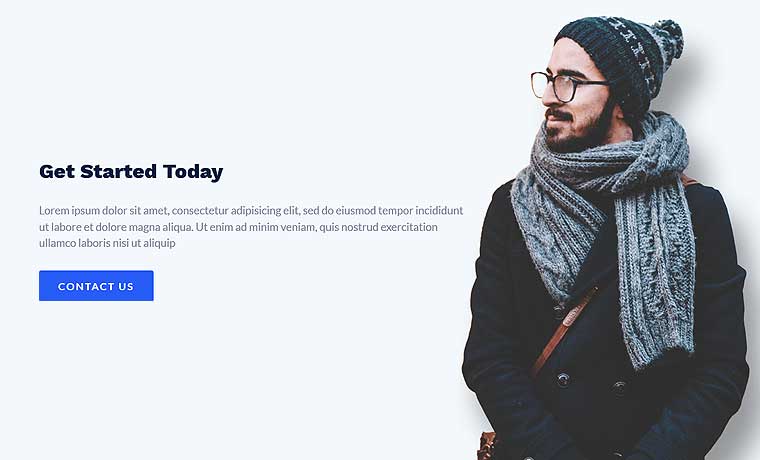 Get Started Today
Lorem ipsum dolor sit amet, consectetur adipisicing elit, sed do eiusmod tempor incididunt
ut labore et dolore magna aliqua. Ut enim ad minim veniam, quis nostrud exercitation
ullamco laboris nisi ut aliquip
CONTACT US